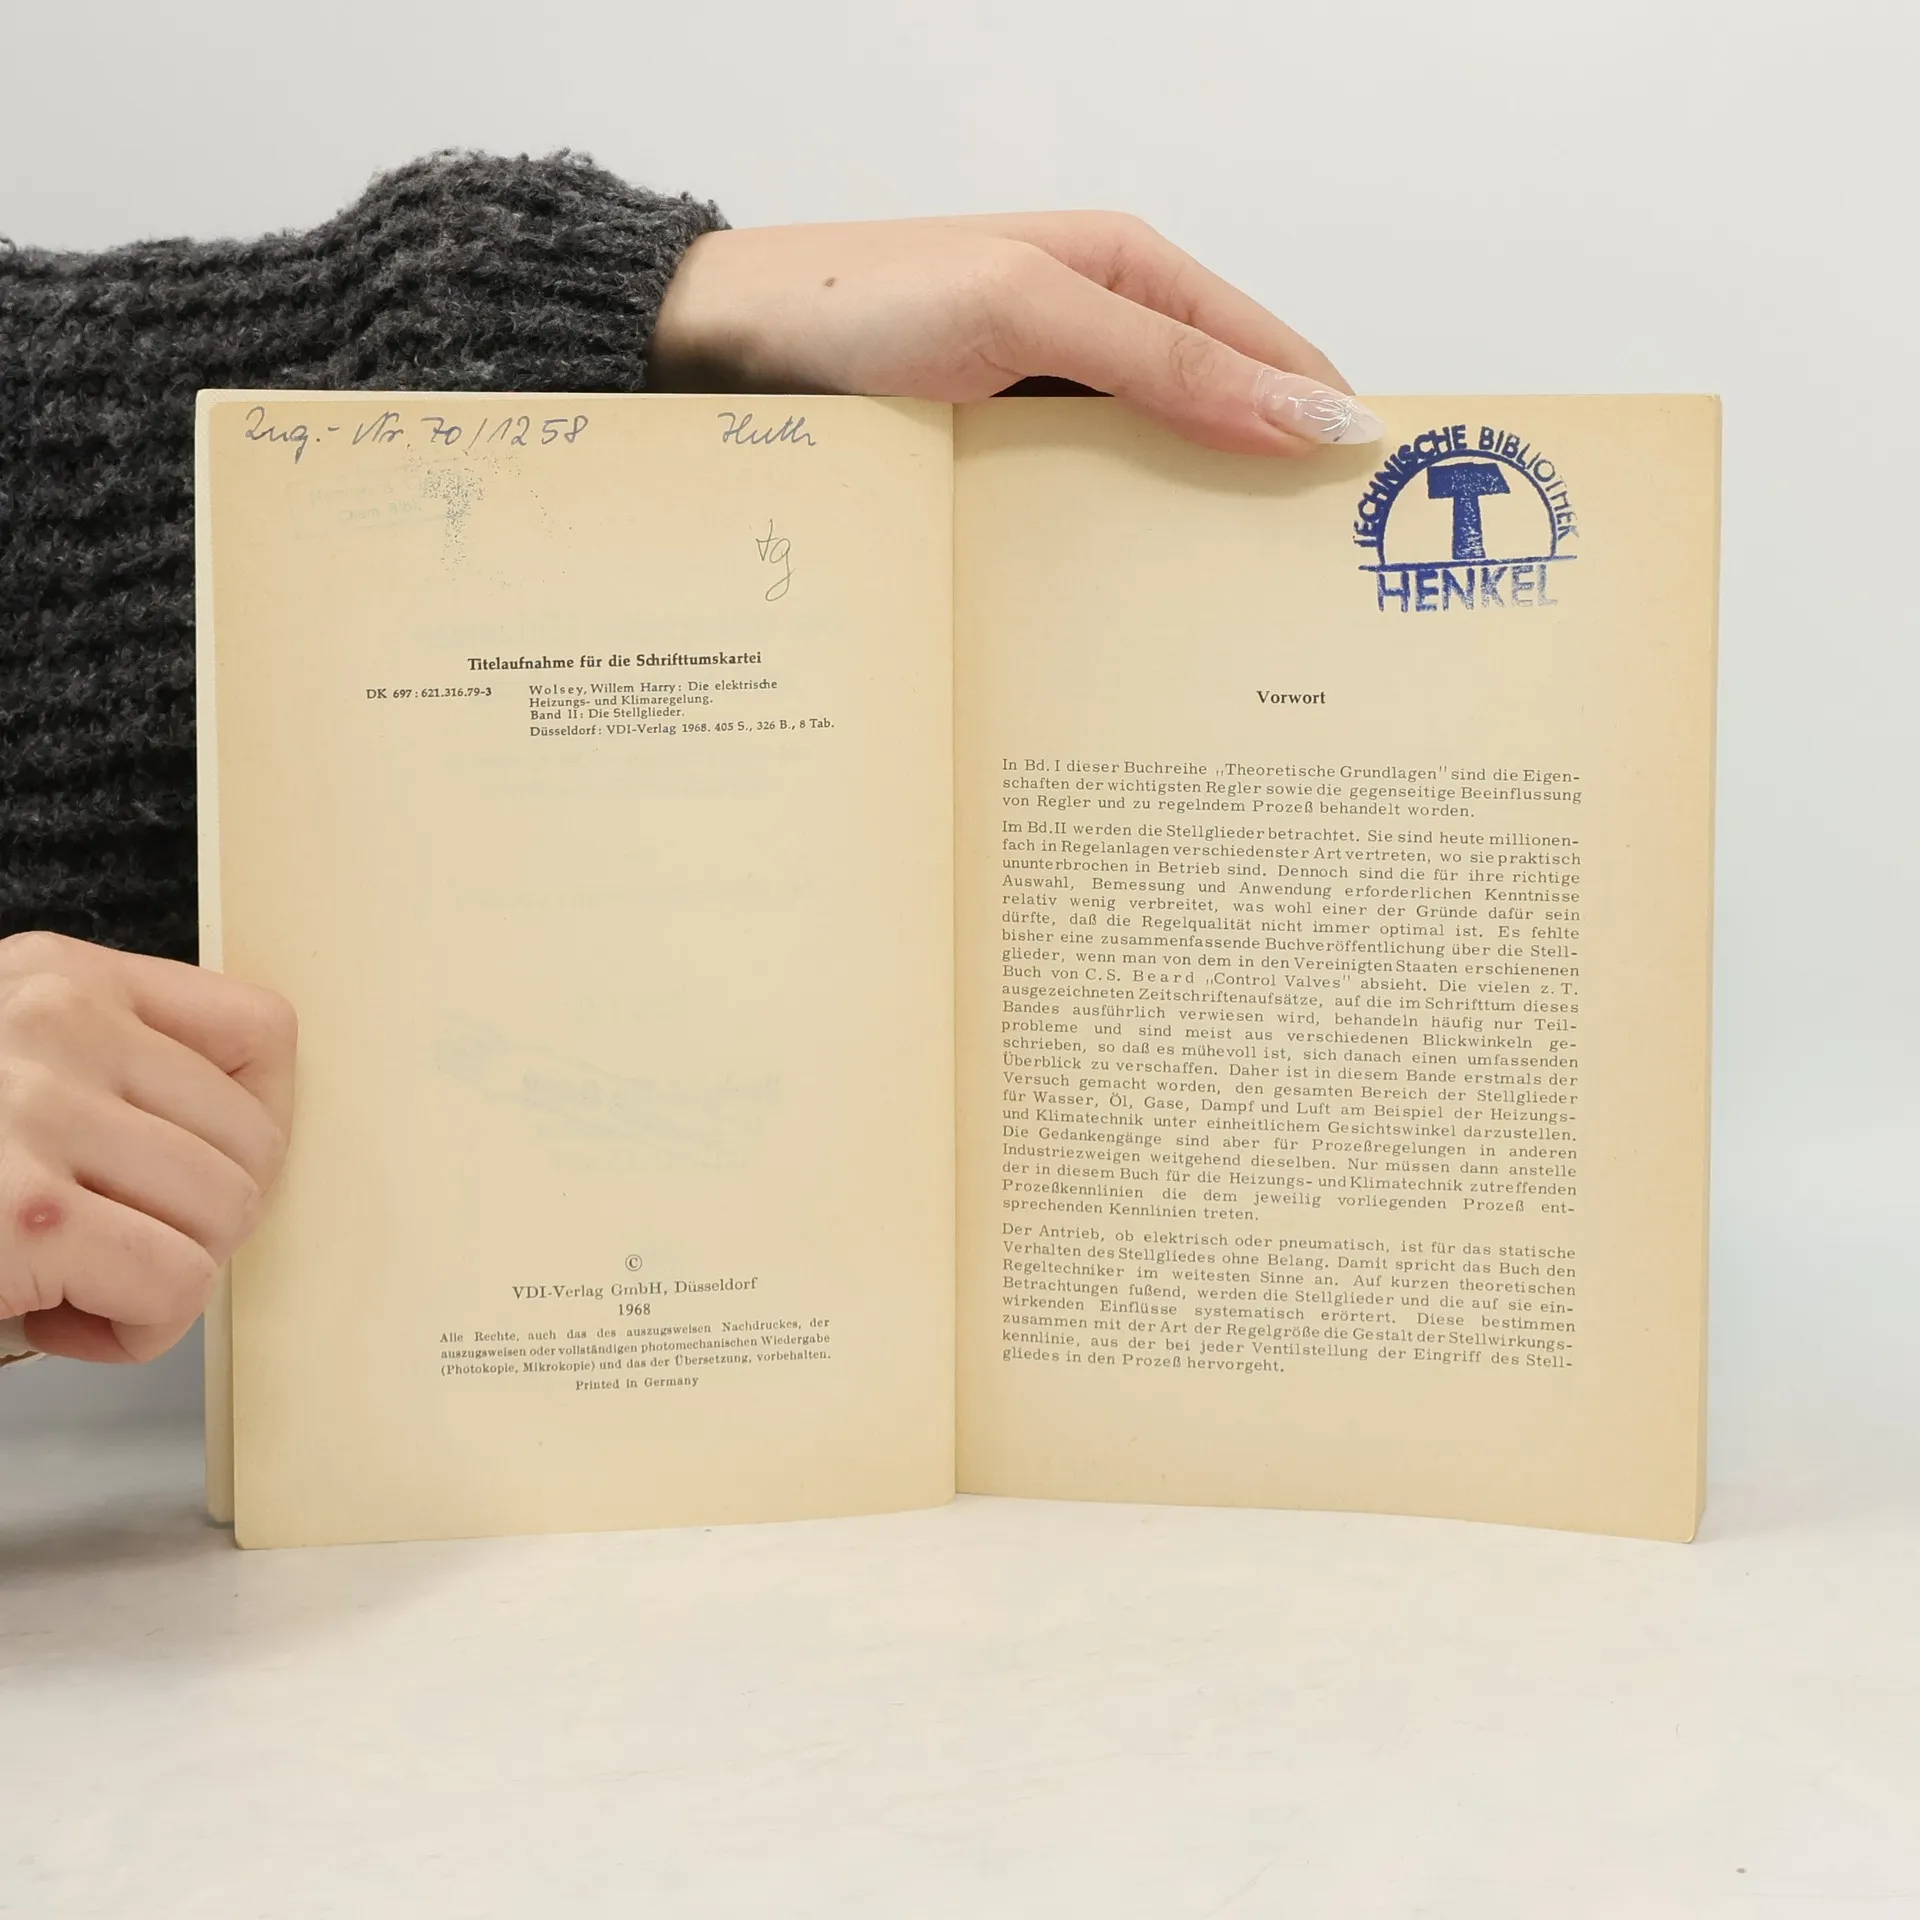 Zug.- Nr. 70/1258 Huth
tg
Titelaufnahme für die Schrifttumskartei
DK 697:621.316.79-3
Wolsey, Willem Harry: Die elektrische
Heizungs- und Klimaregelung.
Band II: Die Stellglieder.
Düsseldorf: VDI-Verlag 1968. 405 S., 326 B., 8 Tab.
©
VDI-Verlag GmbH, Düsseldorf
1968
Alle Rechte, auch das des auszugsweisen Nachdruckes, der
auszugsweisen oder vollständigen photomechanischen Wiedergabe
(Photokopie, Mikrokopie) und das der Übersetzung, vorbehalten.
Printed in Germany
TECHNISCHE BIBLIOTHEK
T
HENKEL
Vorwort
In Bd. I dieser Buchreihe „Theoretische Grundlagen" sind die Eigen-
schaften der wichtigsten Regler sowie die gegenseitige Beeinflussung
von Regler und zu regelndem Prozeß behandelt worden.
Im Bd. II werden die Stellglieder betrachtet. Sie sind heute millionen-
fach in Regelanlagen verschiedenster Art vertreten, wo sie praktisch
ununterbrochen in Betrieb sind. Dennoch sind die für ihre richtige
Auswahl, Bemessung und Anwendung erforderlichen Kenntnisse
relativ wenig verbreitet, was wohl einer der Gründe dafür sein
dürfte, daß die Regelqualität nicht immer optimal ist. Es fehlte
bisher eine zusammenfassende Buchveröffentlichung über die Stell-
glieder, wenn man von dem in den Vereinigten Staaten erschienenen
Buch von C. S. Beard „Control Valves" absieht. Die vielen z. T.
ausgezeichneten Zeitschriftenaufsätze, auf die im Schrifttum dieses
Bandes ausführlich verwiesen wird, behandeln häufig nur Teil-
probleme und sind meist aus verschiedenen Blickwinkeln ge-
schrieben, so daß es mühevoll ist, sich danach einen umfassenden
Überblick zu verschaffen. Daher ist in diesem Bande erstmals der
Versuch gemacht worden, den gesamten Bereich der Stellglieder
für Wasser, Öl, Gase, Dampf und Luft am Beispiel der Heizungs-
und Klimatechnik unter einheitlichem Gesichtswinkel darzustellen.
Die Gedankengänge sind aber für Prozeßregelungen in anderen
Industriezweigen weitgehend dieselben. Nur müssen dann anstelle
der in diesem Buch für die Heizungs- und Klimatechnik zutreffenden
Prozeßkennlinien die dem jeweilig vorliegenden Prozeß ent-
sprechenden Kennlinien treten.
Der Antrieb, ob elektrisch oder pneumatisch, ist für das statische
Verhalten des Stellgliedes ohne Belang. Damit spricht das Buch den
Regeltechniker im weitesten Sinne an. Auf kurzen theoretischen
Betrachtungen fußend, werden die Stellglieder und die auf sie ein-
wirkenden Einflüsse systematisch erörtert. Diese bestimmen
zusammen mit der Art der Regelgröße die Gestalt der Stellwirkungs-
kennlinie, aus der bei jeder Ventilstellung der Eingriff des Stell-
gliedes in den Prozeß hervorgeht.